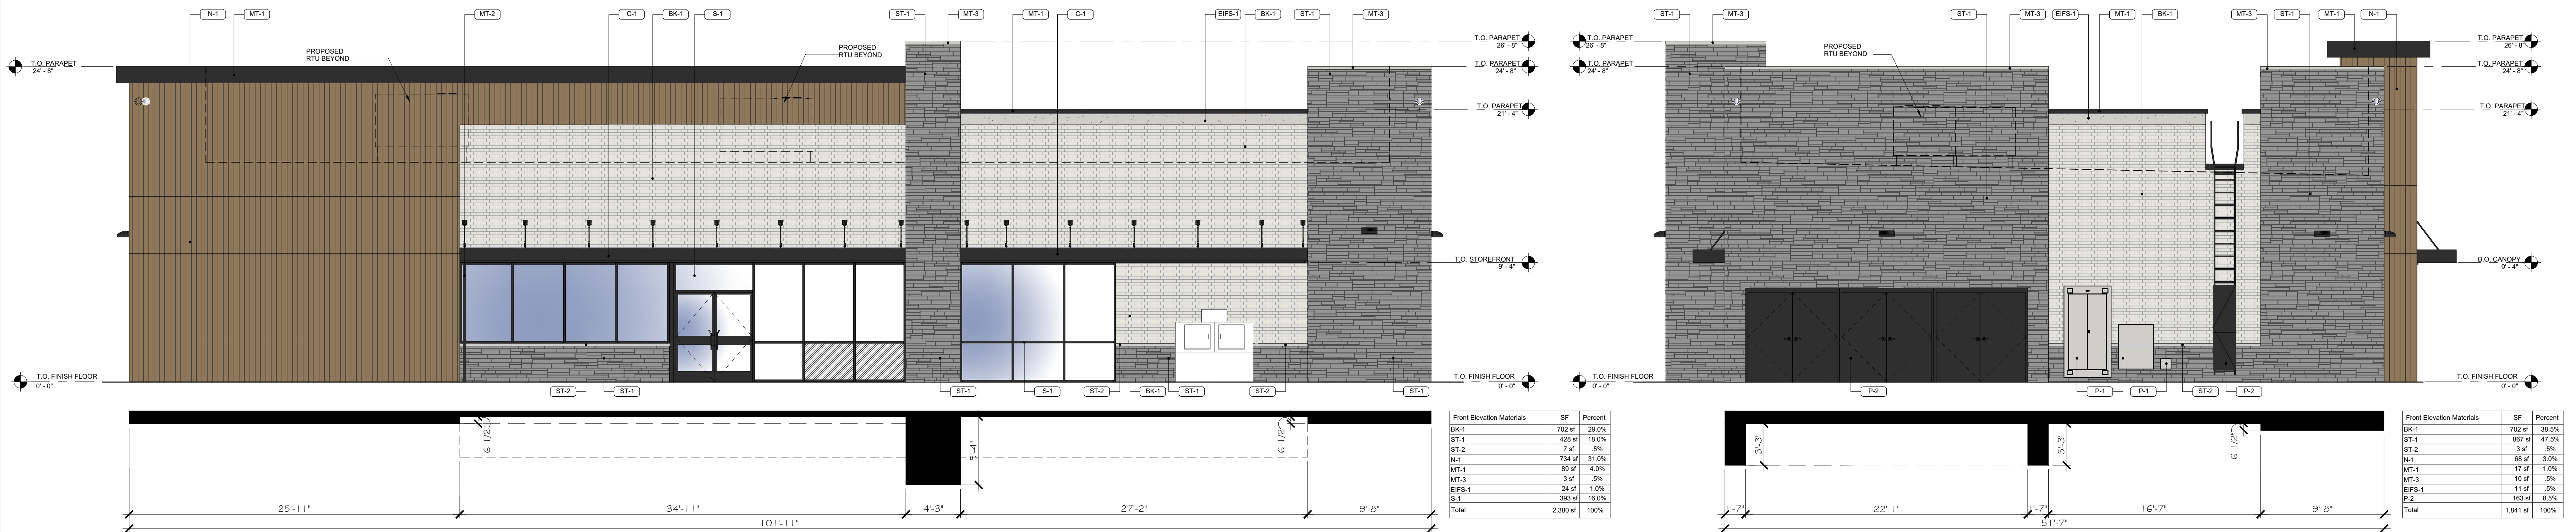 N-1 MT-1 MT-2 C-1 BK-1 S-1 ST-1 MT-3 MT-1 C-1 EIFS-1 BK-1 ST-1 MT-3
PROPOSED
RTU BEYOND
PROPOSED
RTU BEYOND
T.O. PARAPET
24' - 8"
T.O. PARAPET
26' - 8"
T.O. PARAPET
24' - 8"
T.O. PARAPET
21' - 4"
T.O. STOREFRONT
9' - 4"
T.O. FINISH FLOOR
0' - 0"
T.O. FINISH FLOOR
0' - 0"
ST-2 ST-1 ST-1 S-1 ST-2 BK-1 ST-1 ST-2 ST-1
6 1/2"
5'-4"
6 1/2"
25'-11" 34'-11" 4'-3" 27'-2" 9'-8"
101'-11"
Front Elevation Materials SF Percent
BK-1 702 sf 29.0%
ST-1 428 sf 18.0%
ST-2 7 sf .5%
N-1 734 sf 31.0%
MT-1 89 sf 4.0%
MT-3 3 sf .5%
EIFS-1 24 sf 1.0%
S-1 393 sf 16.0%
Total 2,380 sf 100%
ST-1 MT-3 ST-1 MT-3 EIFS-1 MT-1 BK-1 MT-3 ST-1 MT-1 N-1
T.O. PARAPET
26' - 8"
T.O. PARAPET
24' - 8"
PROPOSED
RTU BEYOND
T.O. PARAPET
26' - 8"
T.O. PARAPET
24' - 8"
T.O. PARAPET
21' - 4"
B.O. CANOPY
9' - 4"
T.O. FINISH FLOOR
0' - 0"
T.O. FINISH FLOOR
0' - 0"
P-2 P-1 P-1 ST-2 P-2
3'-3"
3'-3"
6 1/2"
1'-7" 22'-1" 1'-7" 16'-7" 9'-8"
51'-7"
Front Elevation Materials SF Percent
BK-1 702 sf 38.5%
ST-1 867 sf 47.5%
ST-2 3 sf .5%
N-1 68 sf 3.0%
MT-1 17 sf 1.0%
MT-3 10 sf .5%
EIFS-1 11 sf .5%
P-2 163 sf 8.5%
Total 1,841 sf 100%